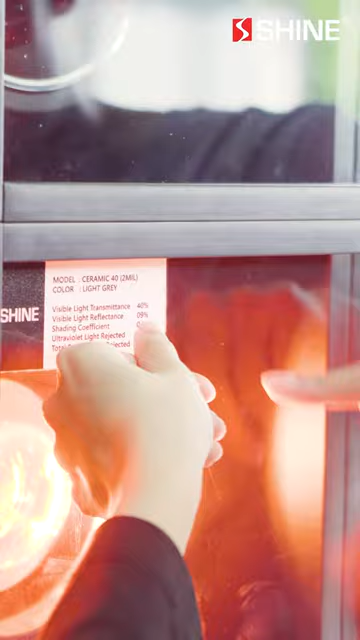 SHINE
MODEL : CERAMIC 40 (2MIL)
COLOR : LIGHT GREY
SHINE
Visible Light Transmittance 40%
Visible Light Reflectance 09%
Shading Coefficient
Ultraviolet Light Rejected